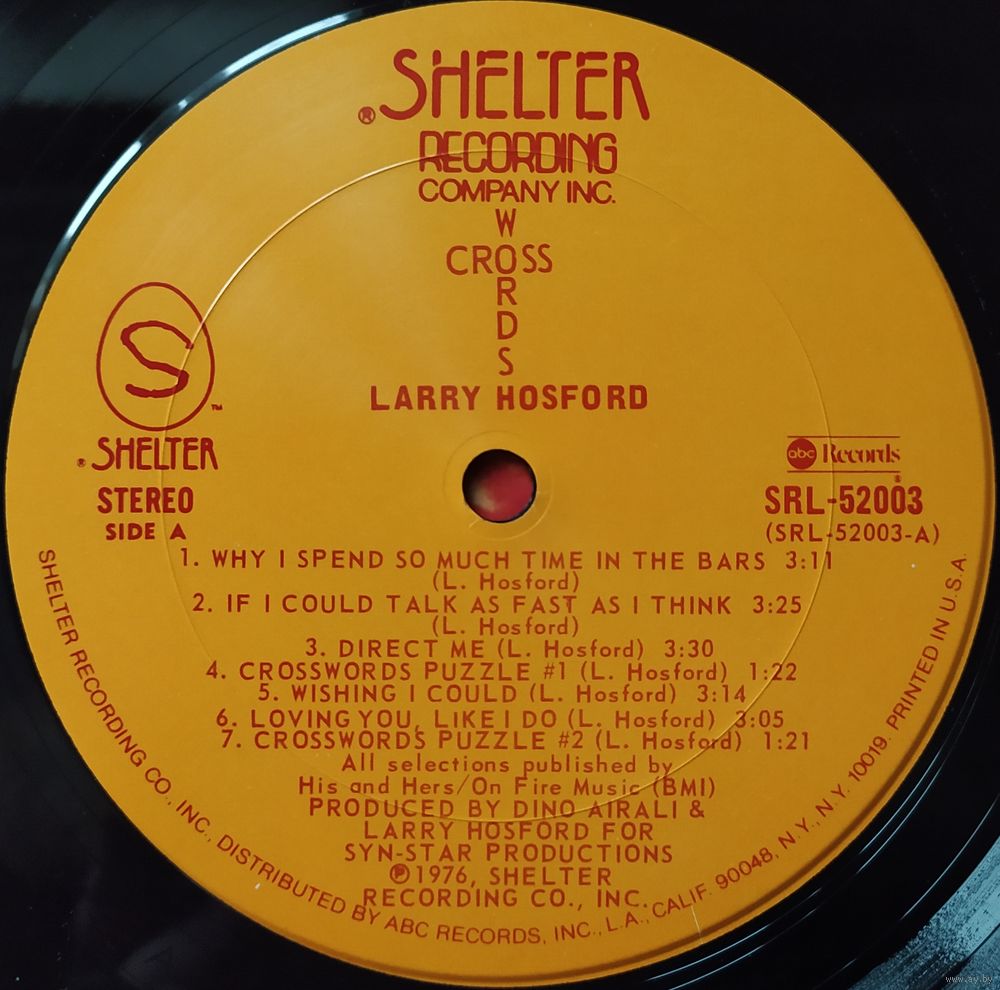 ® SHELTER
RECORDING
COMPANY INC.
W
CROSS
R
D
S
LARRY HOSFORD
S
™
® SHELTER
STEREO
SIDE A
abc Records
®
SRL-52003
(SRL-52003-A)
1. WHY I SPEND SO MUCH TIME IN THE BARS 3:11
(L. Hosford)
2. IF I COULD TALK AS FAST AS I THINK 3:25
(L. Hosford)
3. DIRECT ME (L. Hosford) 3:30
4. CROSSWORDS PUZZLE #1 (L. Hosford) 1:22
5. WISHING I COULD (L. Hosford) 3:14
6. LOVING YOU, LIKE I DO (L. Hosford) 3:05
7. CROSSWORDS PUZZLE #2 (L. Hosford) 1:21
All selections published by
His and Hers/On Fire Music (BMI)
PRODUCED BY DINO AIRALI &
LARRY HOSFORD FOR
SYN-STAR PRODUCTIONS
℗1976, SHELTER
RECORDING CO., INC.
SHELTER RECORDING CO., INC., DISTRIBUTED BY ABC RECORDS, INC., L.A., CALIF. 90048, N.Y., N.Y. 10019. PRINTED IN U.S.A.
www.ay.by